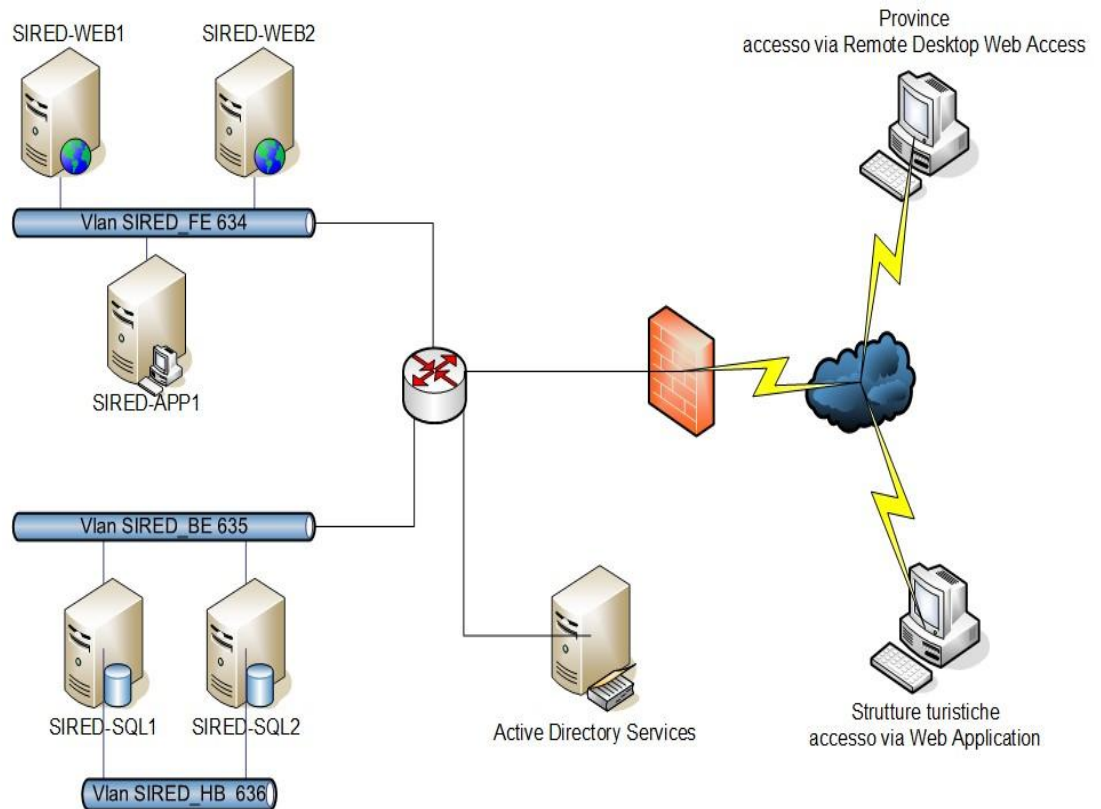 SIRED-WEB1
SIRED-WEB2
Province
accesso via Remote Desktop Web Access
Vlan SIRED_FE 634
SIRED-APP1
Vlan SIRED_BE 635
SIRED-SQL1
SIRED-SQL2
Active Directory Services
Strutture turistiche
accesso via Web Application
Vlan SIRED_HB 636